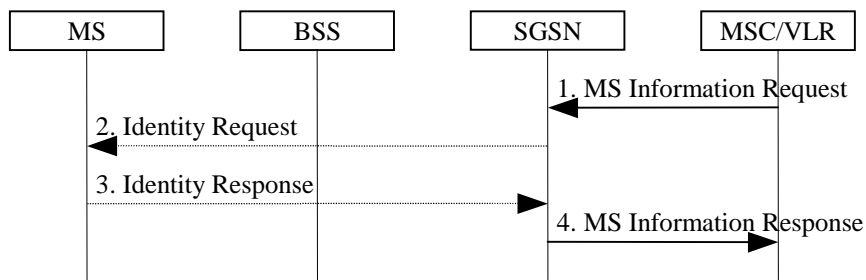 MS BSS SGSN MSC/VLR
1. MS Information Request
2. Identity Request
3. Identity Response
4. MS Information Response